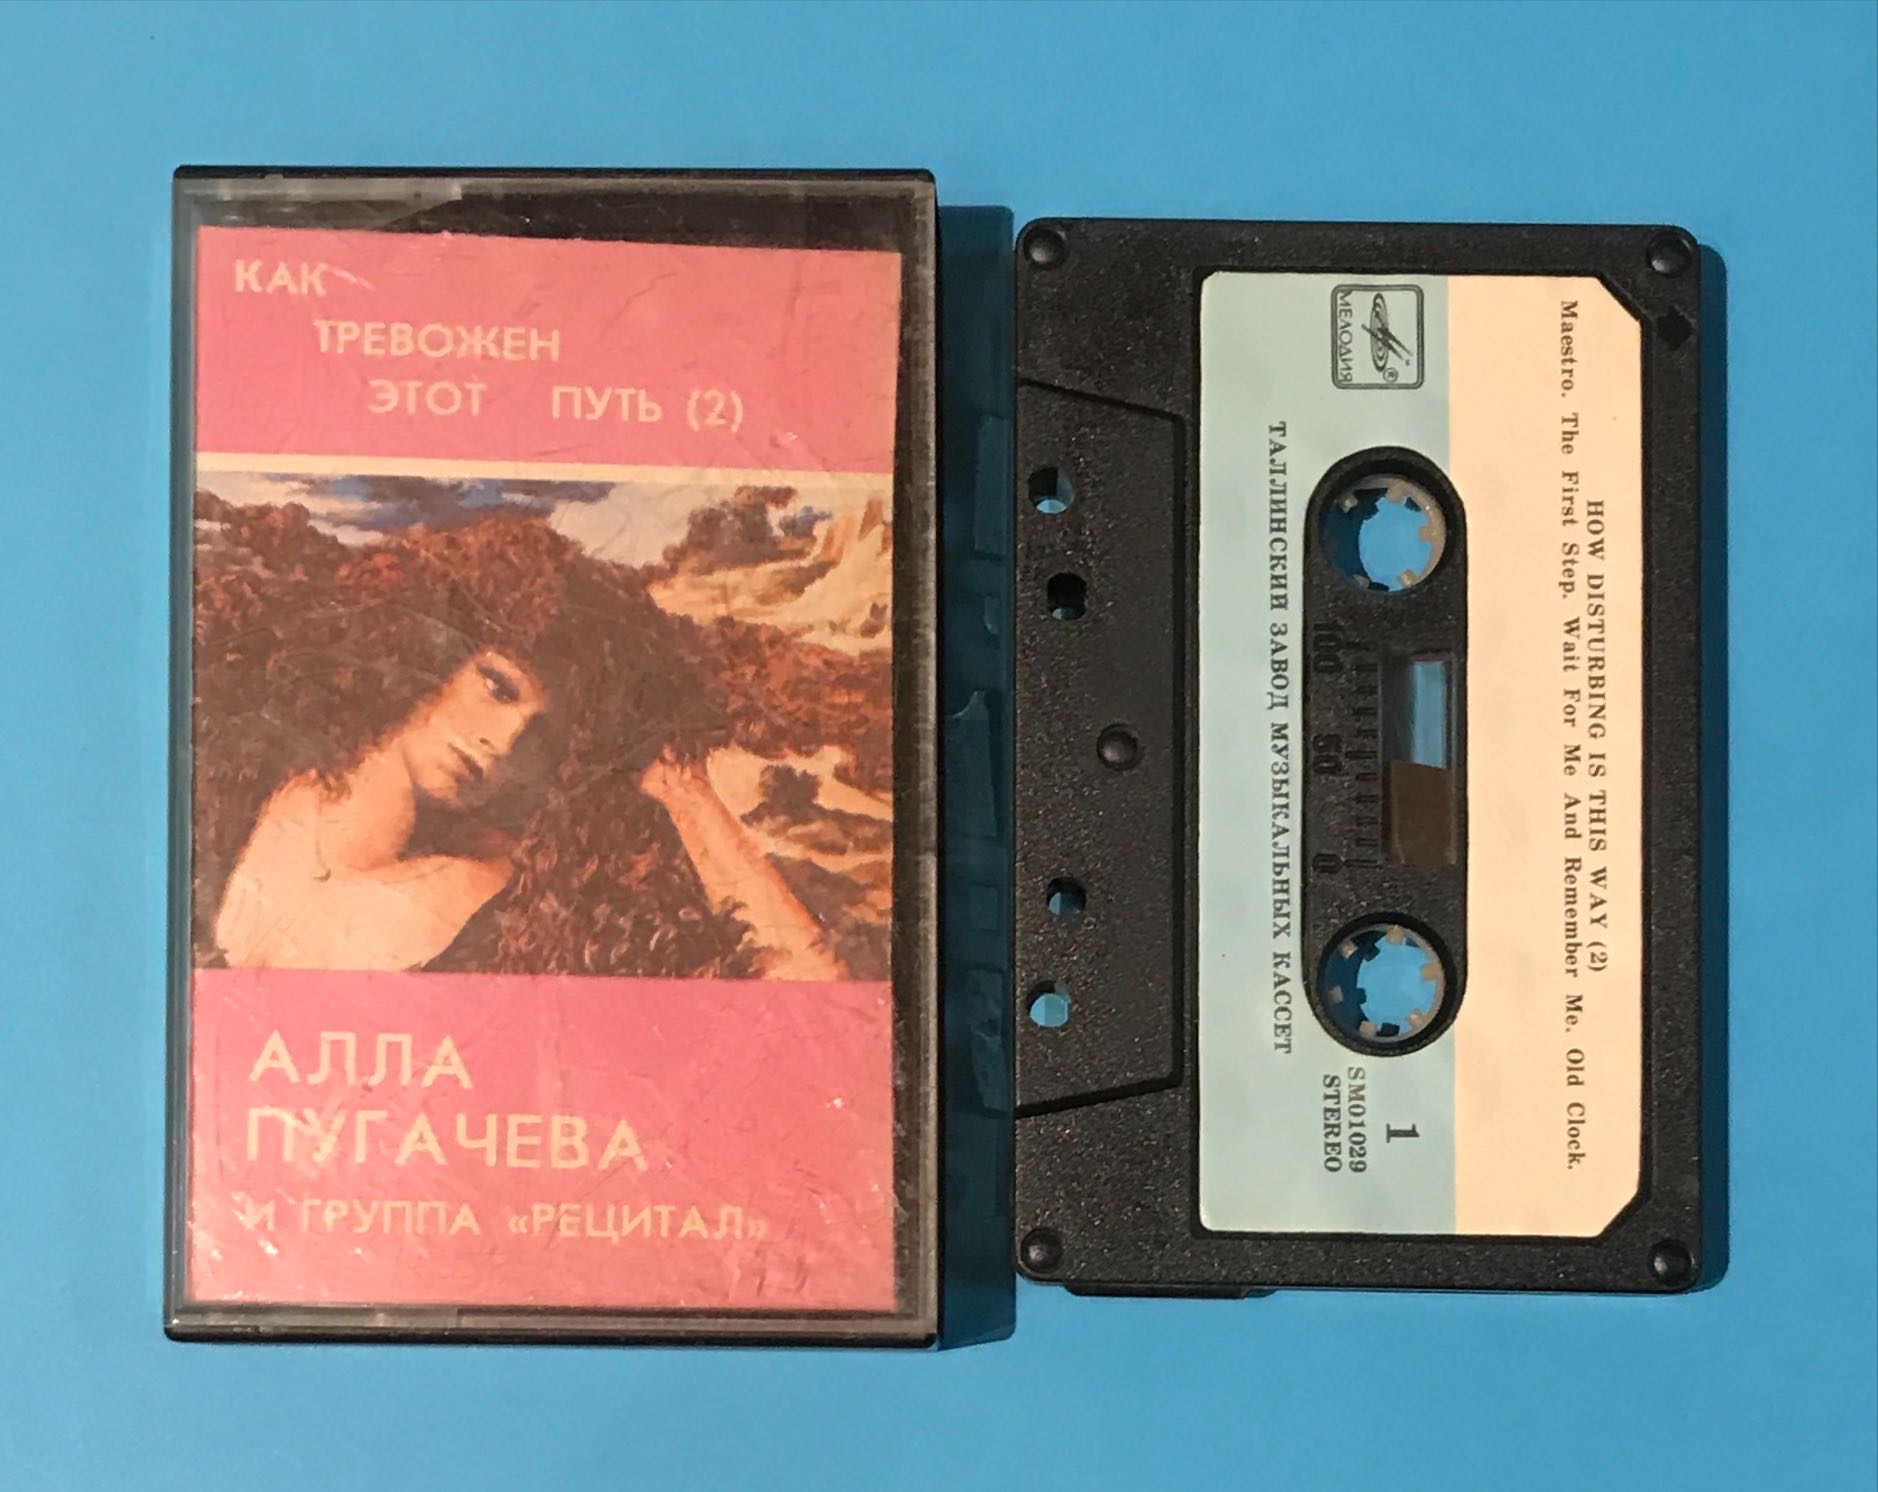 КАК
ТРЕВОЖЕН
ЭТОТ ПУТЬ (2)
АЛЛА
ПУГАЧЕВА
И ГРУППА «РЕЦИТАЛ»
HOW DISTURBING IS THIS WAY (2)
Maestro. The First Step. Wait For Me And Remember Me. Old Clock.
МЕЛОДИЯ ®
1
SM01029
STEREO
100 50 0
ТАЛЛИНСКИЙ ЗАВОД МУЗЫКАЛЬНЫХ КАССЕТ